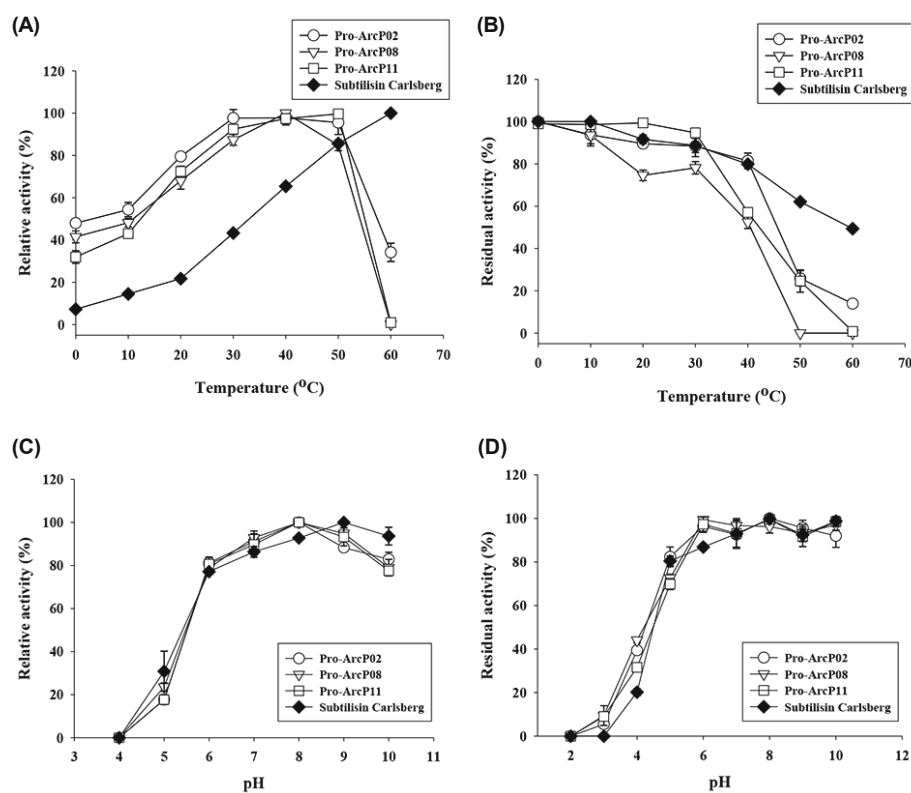 (A)
Pro-ArcP02
Pro-ArcP08
Pro-ArcP11
Subtilisin Carlsberg
Relative activity (%)
120
100
80
60
40
20
0
0 10 20 30 40 50 60 70
Temperature (⁰C)
(B)
Pro-ArcP02
Pro-ArcP08
Pro-ArcP11
Subtilisin Carlsberg
Residual activity (%)
120
100
80
60
40
20
0
0 10 20 30 40 50 60 70
Temperature (⁰C)
(C)
Relative activity (%)
120
100
80
60
40
20
0
Pro-ArcP02
Pro-ArcP08
Pro-ArcP11
Subtilisin Carlsberg
3 4 5 6 7 8 9 10 11
pH
(D)
Residual activity (%)
120
100
80
60
40
20
0
Pro-ArcP02
Pro-ArcP08
Pro-ArcP11
Subtilisin Carlsberg
2 4 6 8 10 12
pH